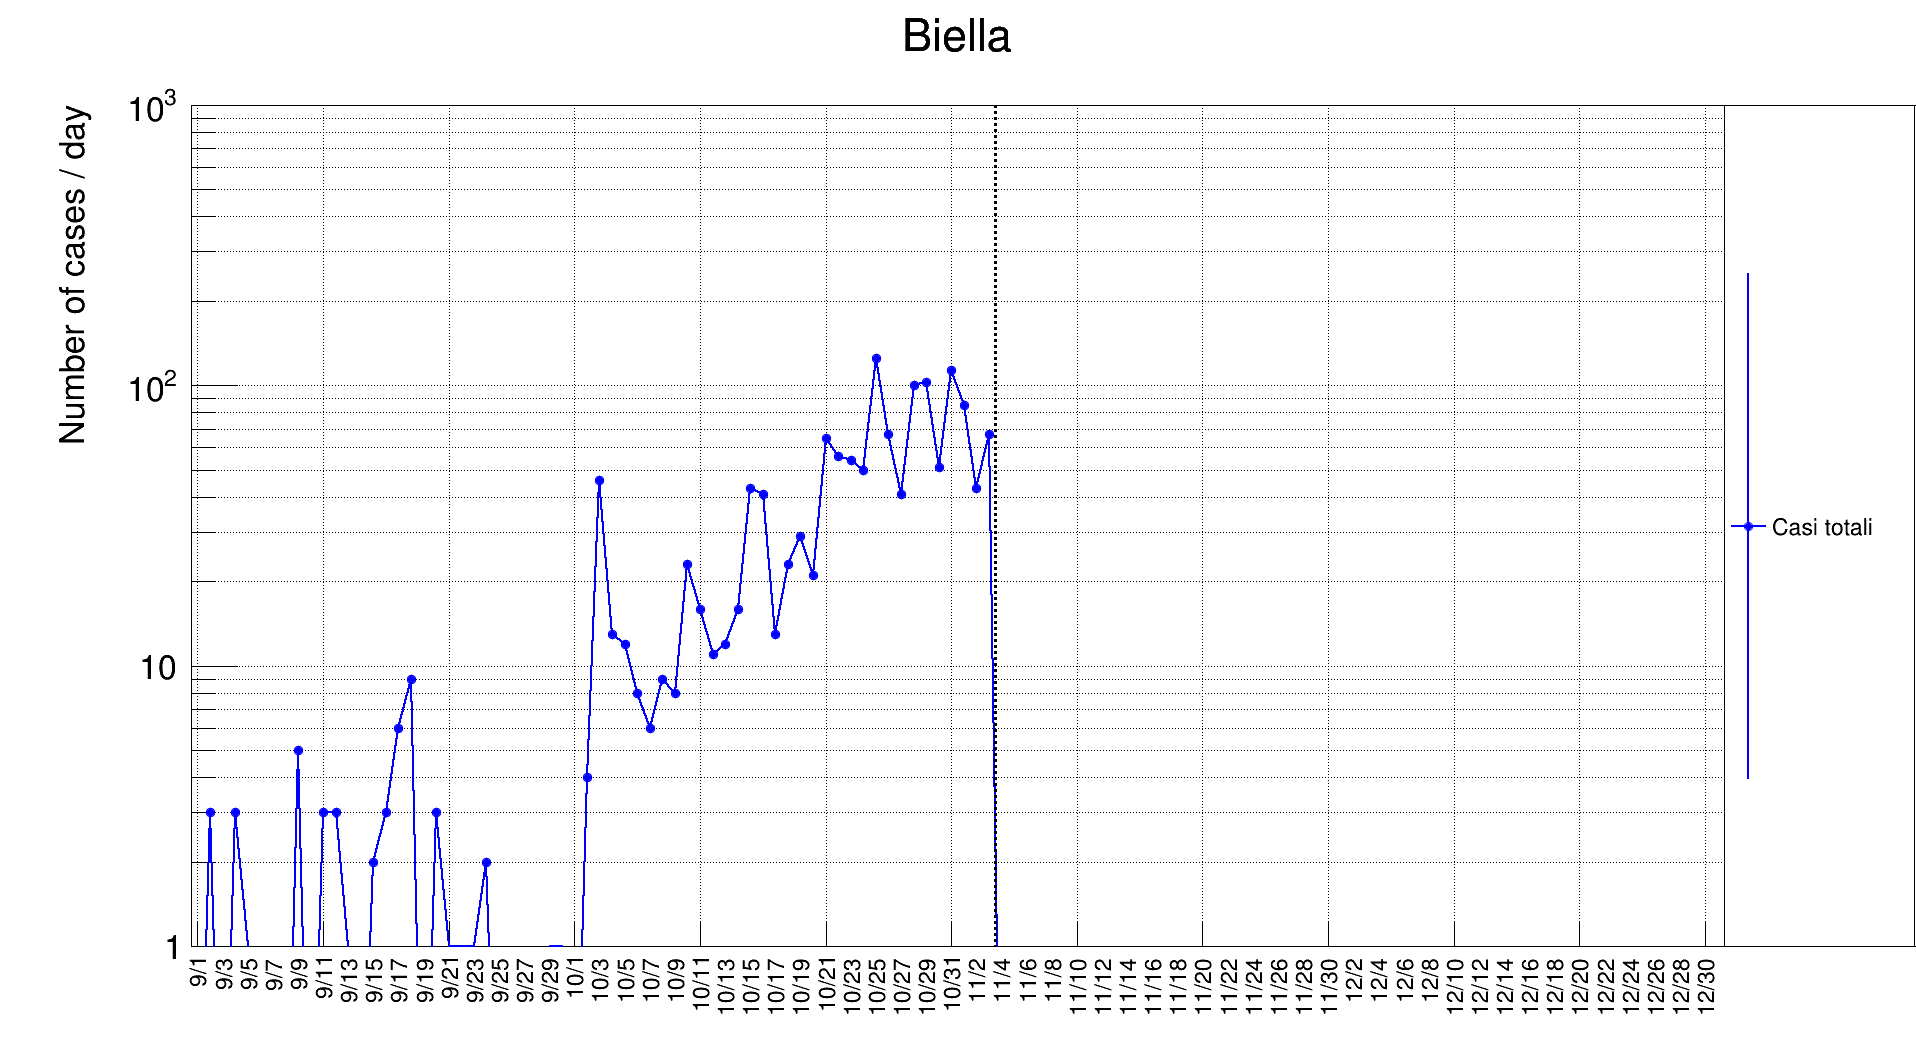 Biella
Number of cases / day
10³
10²
10
1
9/1 9/3 9/5 9/7 9/9 9/11 9/13 9/15 9/17 9/19 9/21 9/23 9/25 9/27 9/29 10/1 10/3 10/5 10/7 10/9 10/11 10/13 10/15 10/17 10/19 10/21 10/23 10/25 10/27 10/29 10/31 11/2 11/4 11/6 11/8 11/10 11/12 11/14 11/16 11/18 11/20 11/22 11/24 11/26 11/28 11/30 12/2 12/4 12/6 12/8 12/10 12/12 12/14 12/16 12/18 12/20 12/22 12/24 12/26 12/28 12/30
Casi totali